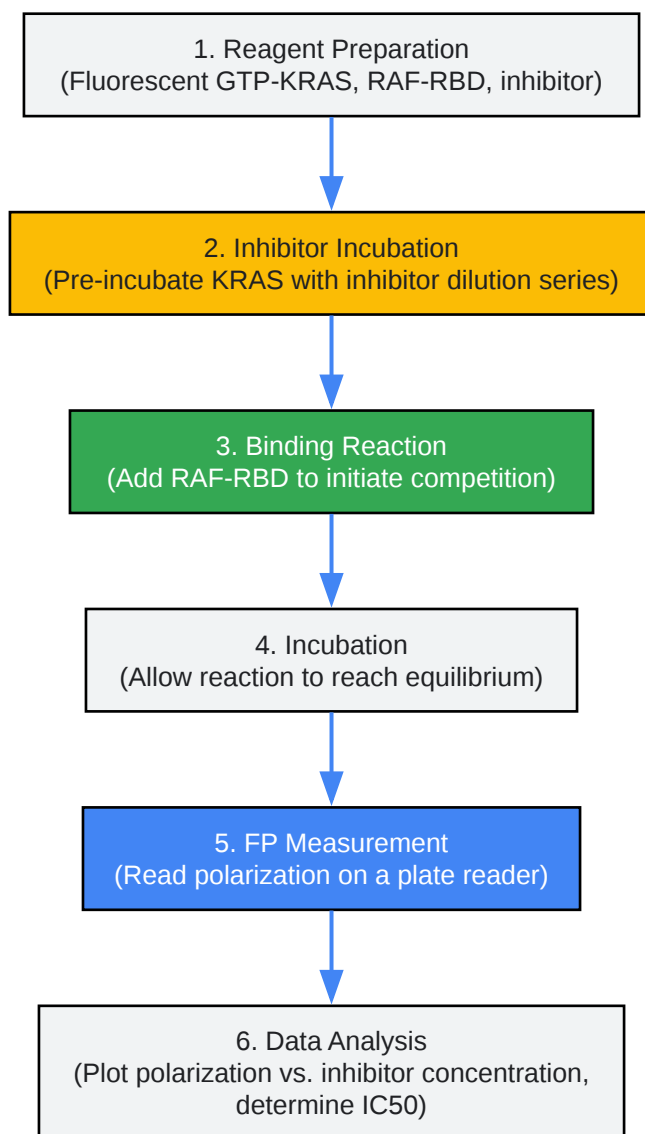 1. Reagent Preparation
(Fluorescent GTP-KRAS, RAF-RBD, inhibitor)
2. Inhibitor Incubation
(Pre-incubate KRAS with inhibitor dilution series)
3. Binding Reaction
(Add RAF-RBD to initiate competition)
4. Incubation
(Allow reaction to reach equilibrium)
5. FP Measurement
(Read polarization on a plate reader)
6. Data Analysis
(Plot polarization vs. inhibitor concentration,
determine IC50)